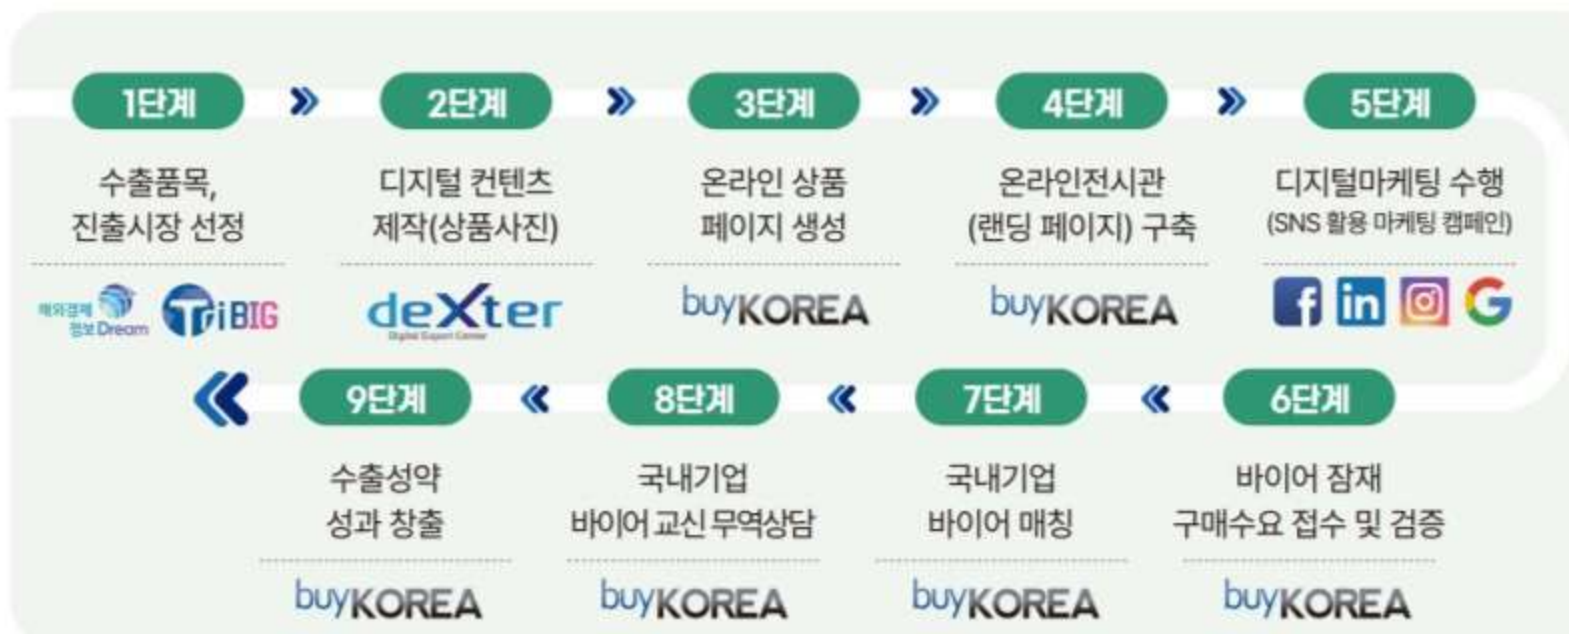 1단계
2단계
3단계
4단계
5단계
수출품목,
진출시장 선정
디지털 컨텐츠
제작(상품사진)
온라인 상품
페이지 생성
온라인전시관
(랜딩 페이지) 구축
디지털마케팅 수행
(SNS 활용 마케팅 캠페인)
해외경제
정보 Dream
TriBIG
dexter
Digital Export Center
buyKOREA
buyKOREA
f
in
G
6단계
7단계
8단계
9단계
바이어 잠재
구매수요 접수 및 검증
국내기업
바이어 매칭
국내기업
바이어 교신 무역상담
수출성약
성과 창출
buyKOREA
buyKOREA
buyKOREA
buyKOREA